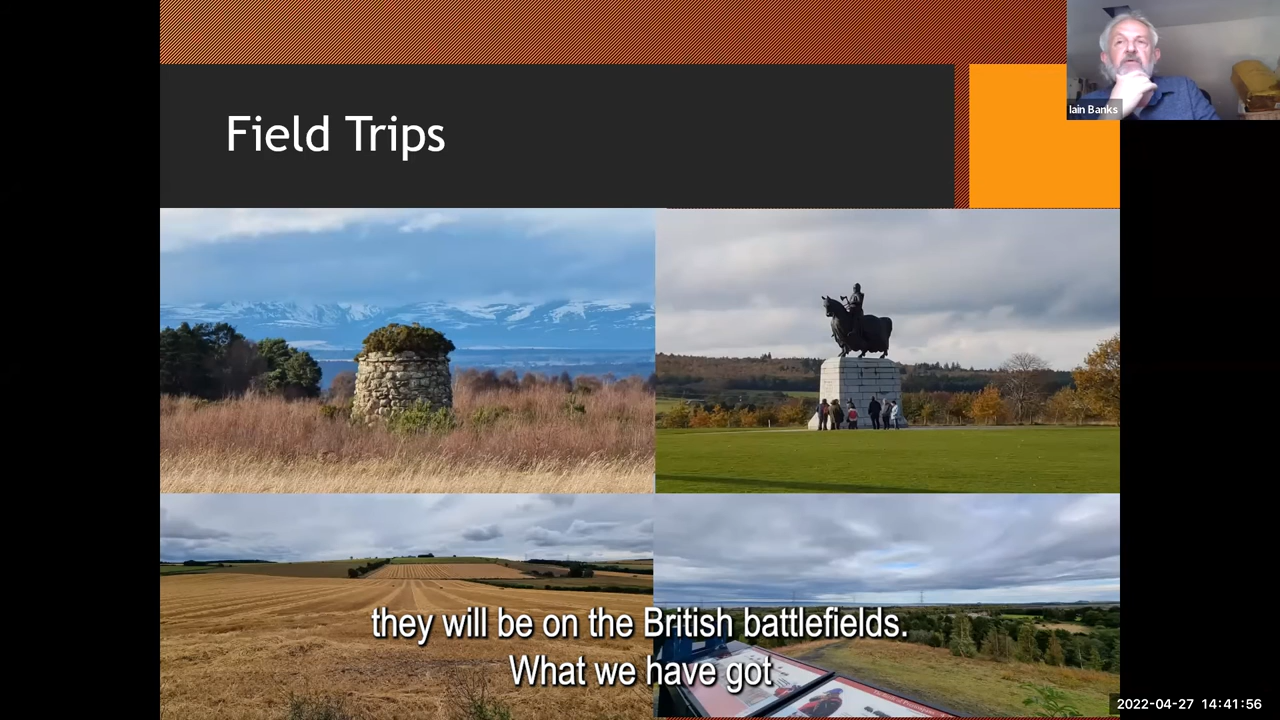 Iain Banks
Field Trips
they will be on the British battlefields.
What we have got
2022-04-27 14:41:56